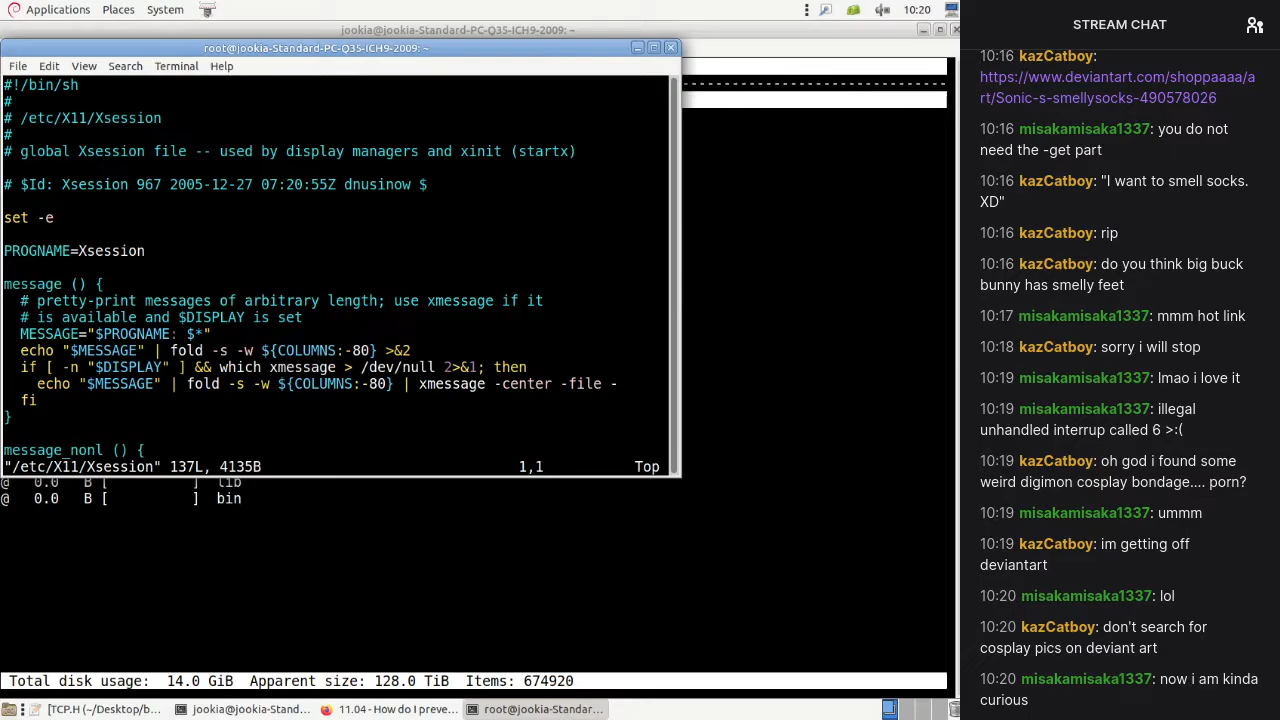 Applications Places System 10:20
jookia@jookia-Standard-PC-Q35-ICH9-2009: ~
root@jookia-Standard-PC-Q35-ICH9-2009: ~
File Edit View Search Terminal Help
#!/bin/sh
#
# /etc/X11/Xsession
#
# global Xsession file -- used by display managers and xinit (startx)
# $Id: Xsession 967 2005-12-27 07:20:55Z dnusinow $
set -e
PROGNAME=Xsession
message () {
# pretty-print messages of arbitrary length; use xmessage if it
# is available and $DISPLAY is set
MESSAGE="$PROGNAME: $*"
echo "$MESSAGE" | fold -s -w ${COLUMNS:-80} >&2
if [ -n "$DISPLAY" ] && which xmessage > /dev/null 2>&1; then
echo "$MESSAGE" | fold -s -w ${COLUMNS:-80} | xmessage -center -file -
fi
}
message_nonl () {
"/etc/X11/Xsession" 137L, 4135B 1,1 Top
@ 0.0 B [ ] lib
@ 0.0 B [ ] bin
Total disk usage: 14.0 GiB Apparent size: 128.0 TiB Items: 674920
[TCP.H (~/Desktop/b... jookia@jookia-Stand... 11.04 - How do I preve... root@jookia-Standar...
STREAM CHAT
10:16 kazCatboy:
https://www.deviantart.com/shoppaaaa/a
rt/Sonic-s-smellysocks-490578026
10:16 misakamisaka1337: you do not
need the -get part
10:16 kazCatboy: "I want to smell socks.
XD"
10:16 kazCatboy: rip
10:16 kazCatboy: do you think big buck
bunny has smelly feet
10:17 misakamisaka1337: mmm hot link
10:18 kazCatboy: sorry i will stop
10:19 misakamisaka1337: lmao i love it
10:19 misakamisaka1337: illegal
unhandled interrup called 6 >:(
10:19 kazCatboy: oh god i found some
weird digimon cosplay bondage.... porn?
10:19 misakamisaka1337: ummm
10:19 kazCatboy: im getting off
deviantart
10:20 misakamisaka1337: lol
10:20 kazCatboy: don't search for
cosplay pics on deviant art
10:20 misakamisaka1337: now i am kinda
curious